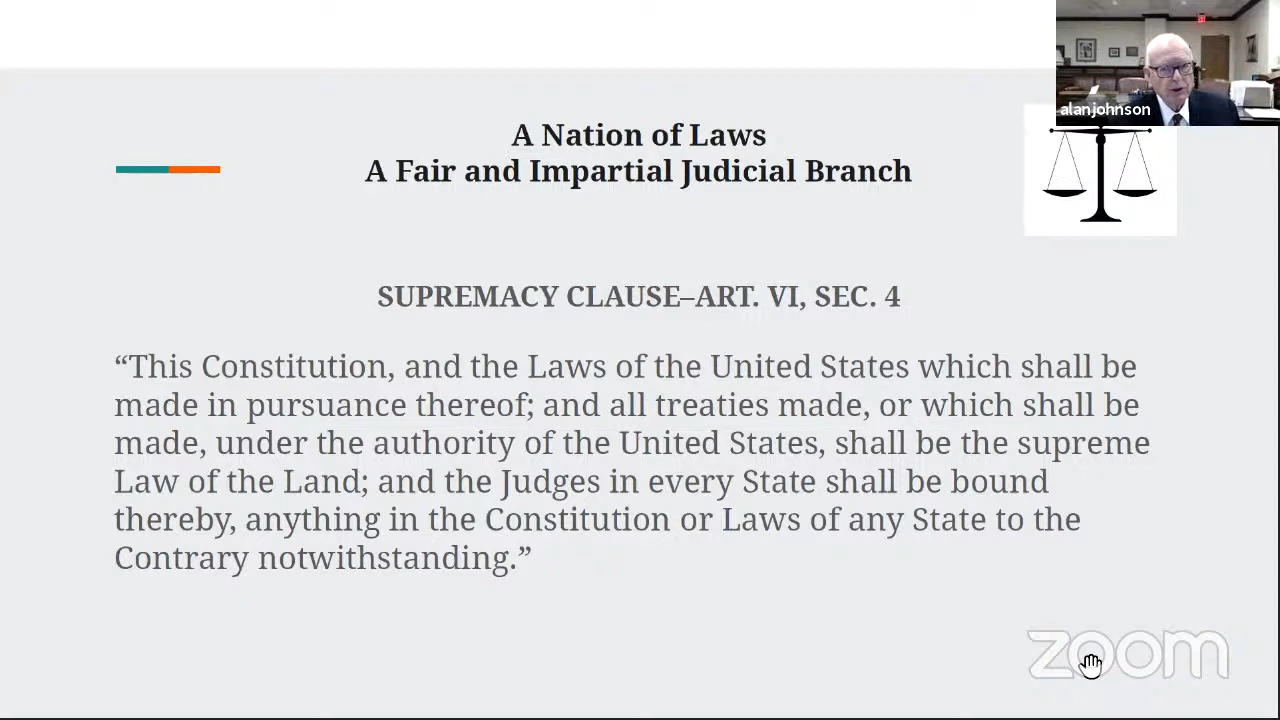 alanjohnson
A Nation of Laws
A Fair and Impartial Judicial Branch
SUPREMACY CLAUSE–ART. VI, SEC. 4
“This Constitution, and the Laws of the United States which shall be
made in pursuance thereof; and all treaties made, or which shall be
made, under the authority of the United States, shall be the supreme
Law of the Land; and the Judges in every State shall be bound
thereby, anything in the Constitution or Laws of any State to the
Contrary notwithstanding.”
zoom